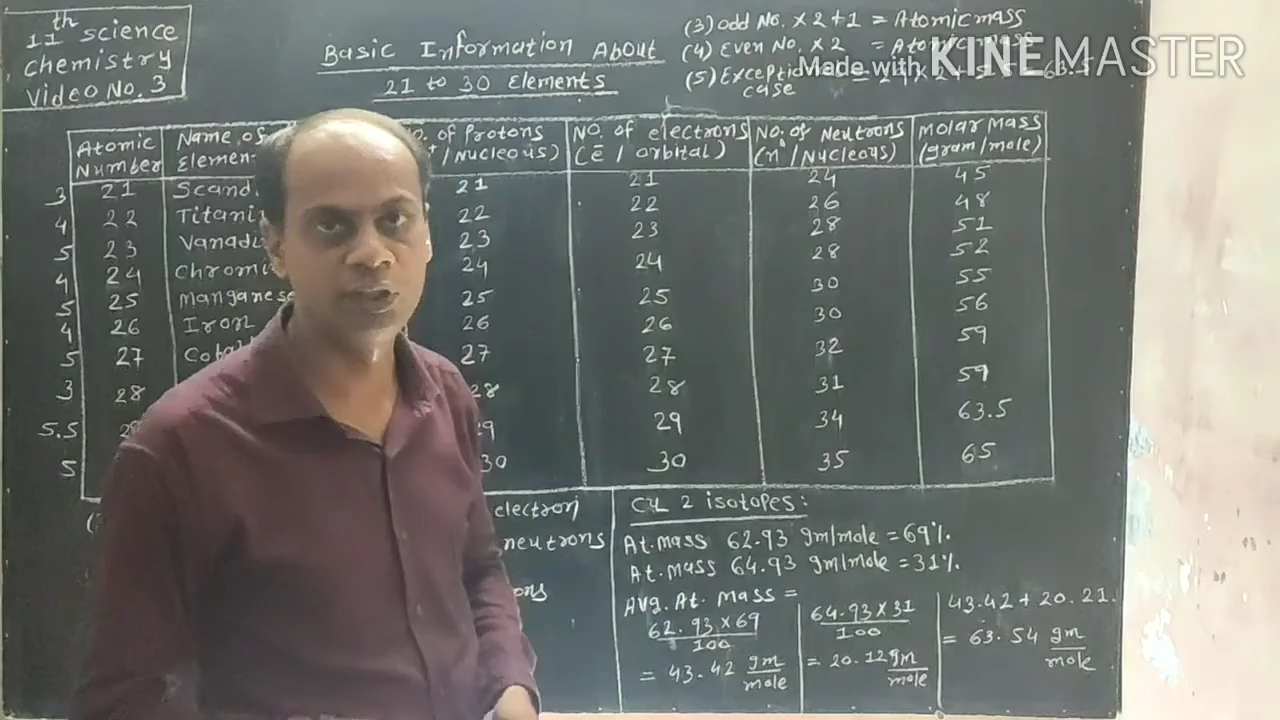 11th science
chemistry
Video No. 3
Basic Information About
21 to 30 Elements
(3) odd No. × 2 + 1 = Atomic mass
(4) Even No. × 2 = Atomic mass
(5) Exceptional
case 63.5
Made with KINEMASTER
Atomic Number Name of No. of Protons /Nucleous) No. of electrons (ē / orbital) No. of Neutrons (n° / Nucleous) Molar Mass (gram / mole)
3 21 Scandi 21 21 24 45
4 22 Titani 22 22 26 48
5 23 Vanadi 23 23 28 51
4 24 Chromi 24 24 28 52
5 25 Manganese 25 25 30 55
4 26 Iron 26 26 30 56
5 27 Cobalt 27 27 32 59
3 28 28 28 31 59
5.5 29 29 34 63.5
5 30 30 35 65
electron
neutrons
Cu 2 isotopes:
At. mass 62.93 gm/mole = 69%.
At. mass 64.93 gm/mole = 31%.
Avg. At. Mass =
62.93 × 69
100
= 43.42 gm
mole
64.93 × 31
100
= 20.12 gm
mole
43.42 + 20.21.
= 63.54 gm
mole